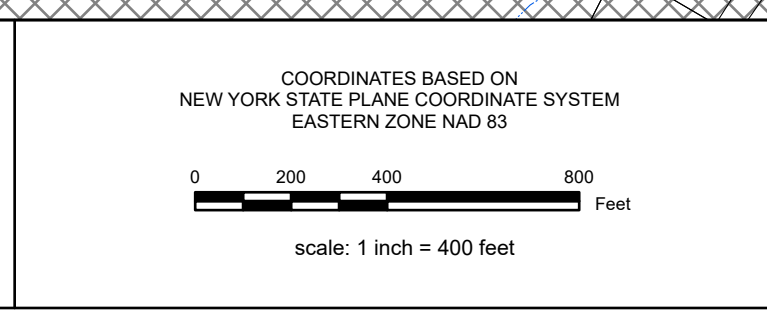 COORDINATES BASED ON
NEW YORK STATE PLANE COORDINATE SYSTEM
EASTERN ZONE NAD 83
0 200 400 800
Feet
scale: 1 inch = 400 feet